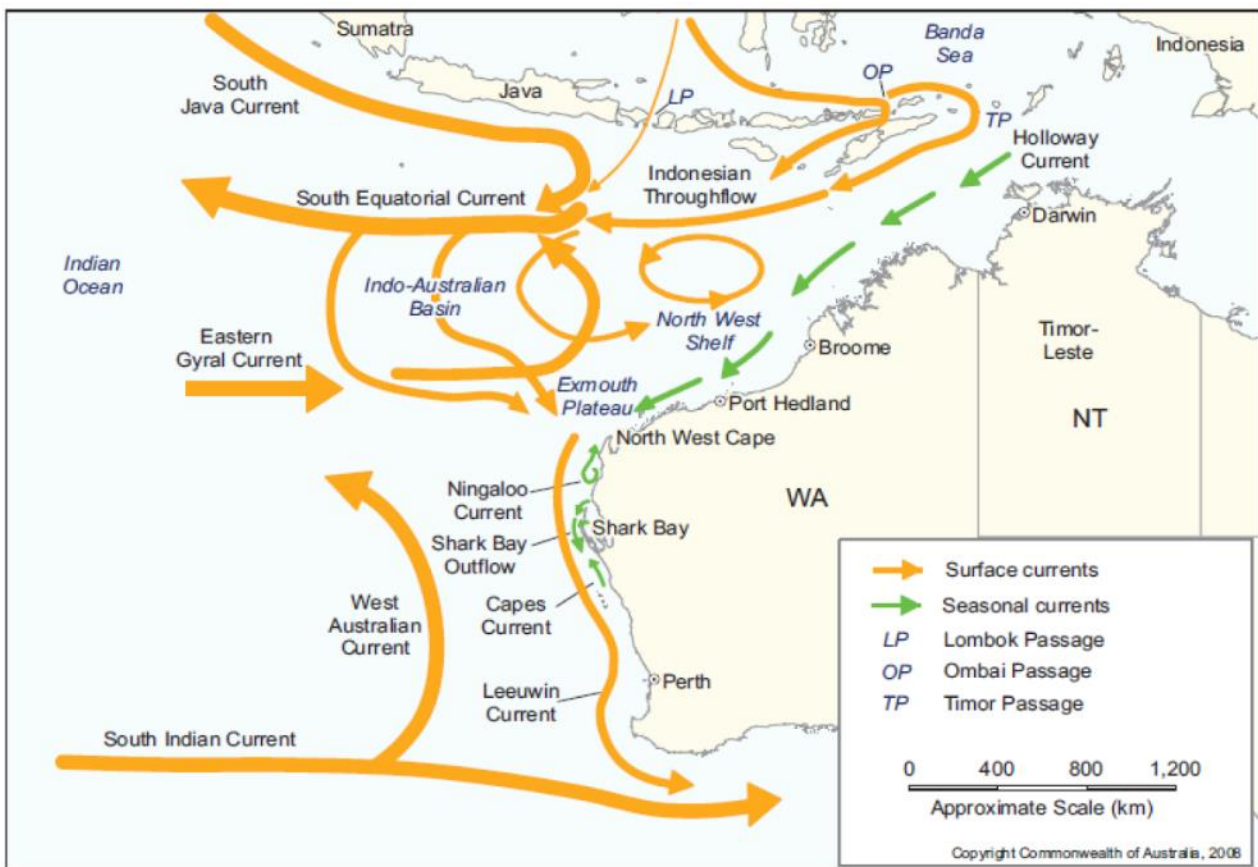 Sumatra
Banda
Sea
Indonesia
South
Java Current
Java
LP
OP
TP
Holloway
Current
Indonesian
Throughflow
South Equatorial Current
Darwin
Indian
Ocean
Indo-Australian
Basin
North West
Shelf
Broome
Timor-
Leste
Eastern
Gyral Current
Exmouth
Plateau
Port Hedland
NT
North West Cape
Ningaloo
Current
WA
Shark Bay
Shark Bay
Outflow
West
Australian
Current
Capes
Current
Perth
Leeuwin
Current
South Indian Current
Surface currents
Seasonal currents
LP Lombok Passage
OP Ombai Passage
TP Timor Passage
0 400 800 1,200
Approximate Scale (km)
Copyright Commonwealth of Australia, 2008